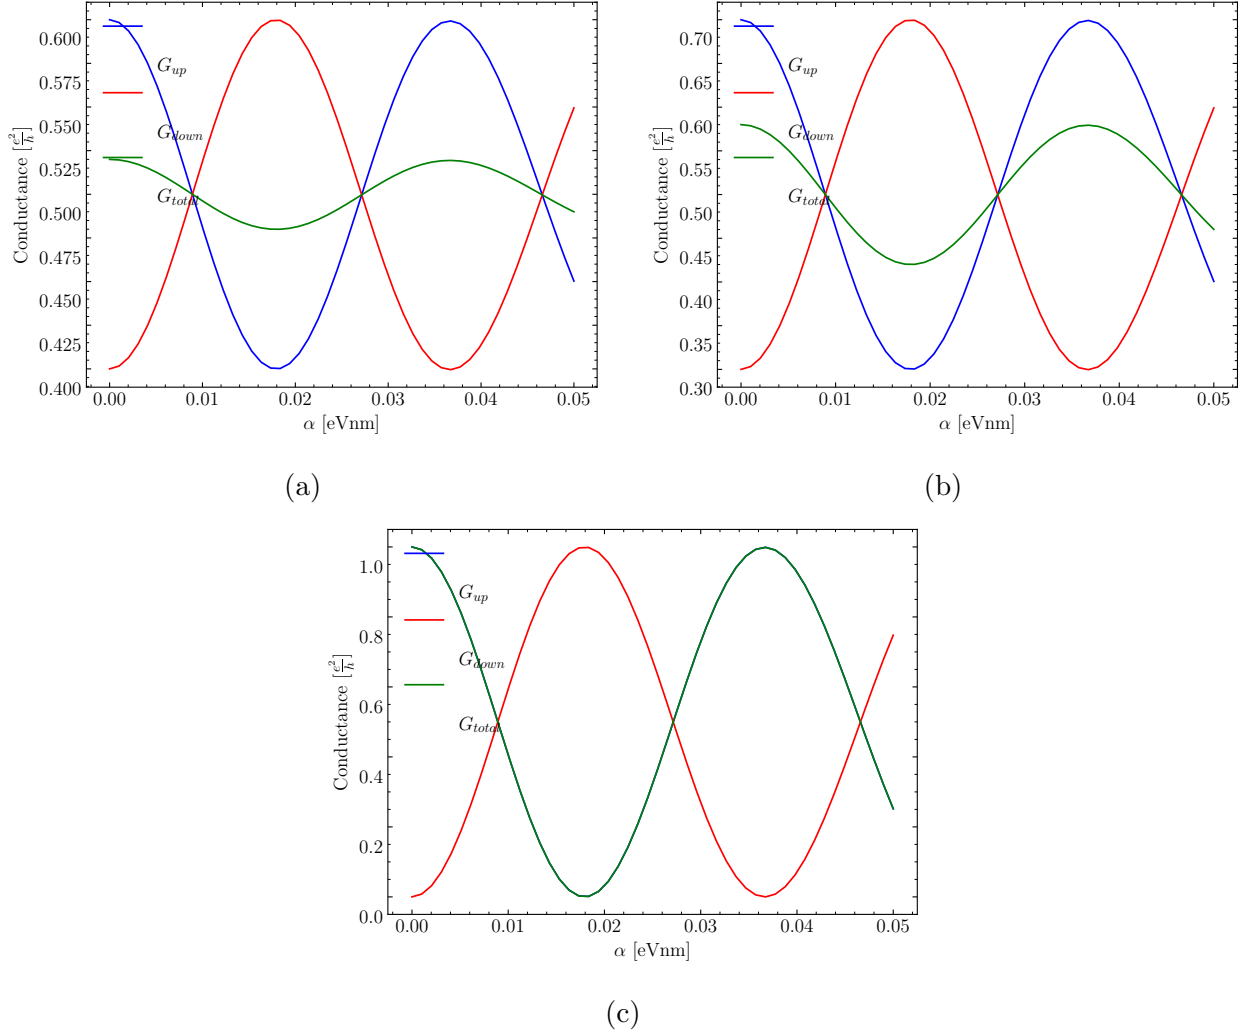 0.600
0.575
0.550
0.525
0.500
0.475
0.450
0.425
0.400
Conductance [e²/h]
G_up
G_down
G_total
0.00 0.01 0.02 0.03 0.04 0.05
α [eVnm]
(a)
0.70
0.65
0.60
0.55
0.50
0.45
0.40
0.35
0.30
Conductance [e²/h]
G_up
G_down
G_total
0.00 0.01 0.02 0.03 0.04 0.05
α [eVnm]
(b)
1.0
0.8
0.6
0.4
0.2
0.0
Conductance [e²/h]
G_up
G_down
G_total
0.00 0.01 0.02 0.03 0.04 0.05
α [eVnm]
(c)